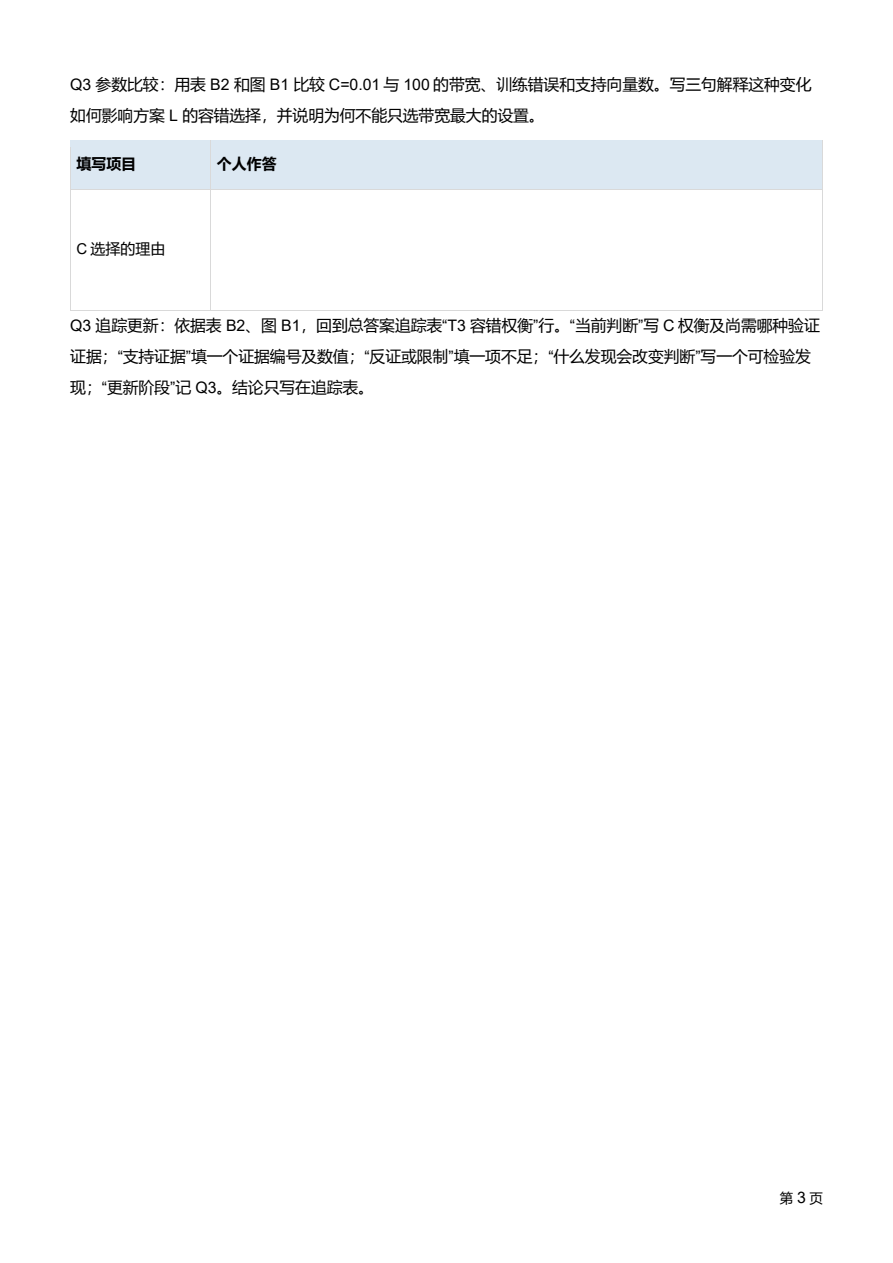 Q3 参数比较：用表 B2 和图 B1 比较 C=0.01 与 100 的带宽、训练错误和支持向量数。写三句解释这种变化
如何影响方案 L 的容错选择，并说明为何不能只选带宽最大的设置。
填写项目 个人作答
C 选择的理由
Q3 追踪更新：依据表 B2、图 B1，回到总答案追踪表“T3 容错权衡”行。“当前判断”写 C 权衡及尚需哪种验证
证据；“支持证据”填一个证据编号及数值；“反证或限制”填一项不足；“什么发现会改变判断”写一个可检验发
现；“更新阶段”记 Q3。结论只写在追踪表。
第 3 页